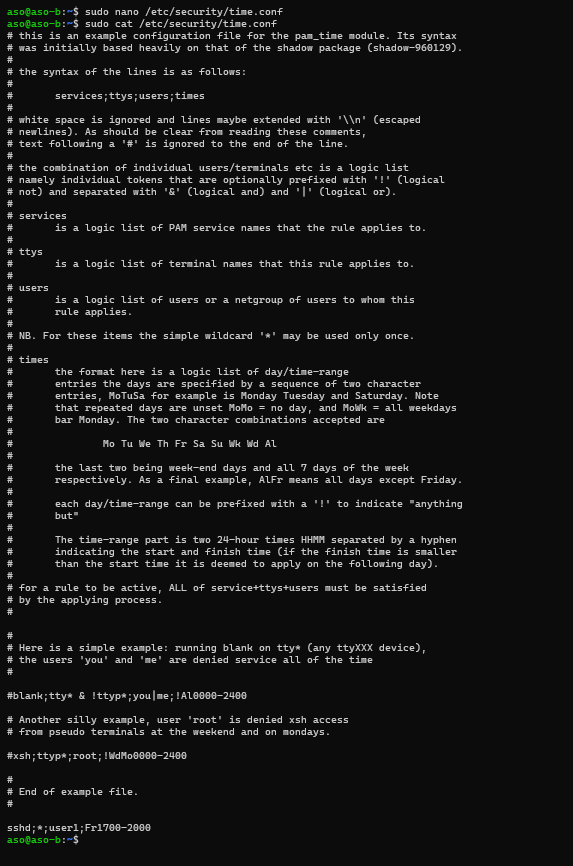 aso@aso-b:~$ sudo nano /etc/security/time.conf
aso@aso-b:~$ sudo cat /etc/security/time.conf
# this is an example configuration file for the pam_time module. Its syntax
# was initially based heavily on that of the shadow package (shadow-960129).
#
# the syntax of the lines is as follows:
#
#       services;ttys;users;times
#
# white space is ignored and lines maybe extended with '\\n' (escaped
# newlines). As should be clear from reading these comments,
# text following a '#' is ignored to the end of the line.
#
# the combination of individual users/terminals etc is a logic list
# namely individual tokens that are optionally prefixed with '!' (logical
# not) and separated with '&' (logical and) and '|' (logical or).
#
# services
#       is a logic list of PAM service names that the rule applies to.
#
# ttys
#       is a logic list of terminal names that this rule applies to.
#
# users
#       is a logic list of users or a netgroup of users to whom this
#       rule applies.
#
# NB. For these items the simple wildcard '*' may be used only once.
#
# times
#       the format here is a logic list of day/time-range
#       entries the days are specified by a sequence of two character
#       entries, MoTuSa for example is Monday Tuesday and Saturday. Note
#       that repeated days are unset MoMo = no day, and MoWk = all weekdays
#       bar Monday. The two character combinations accepted are
#
#               Mo Tu We Th Fr Sa Su Wk Wd Al
#
#       the last two being week-end days and all 7 days of the week
#       respectively. As a final example, AlFr means all days except Friday.
#
#       each day/time-range can be prefixed with a '!' to indicate "anything
#       but"
#
#       The time-range part is two 24-hour times HHMM separated by a hyphen
#       indicating the start and finish time (if the finish time is smaller
#       than the start time it is deemed to apply on the following day).
#
# for a rule to be active, ALL of service+ttys+users must be satisfied
# by the applying process.
#

#
# Here is a simple example: running blank on tty* (any ttyXXX device),
# the users 'you' and 'me' are denied service all of the time
#

#blank;tty* & !ttyp*;you|me;!Al0000-2400

# Another silly example, user 'root' is denied xsh access
# from pseudo terminals at the weekend and on mondays.

#xsh;ttyp*;root;!WdMo0000-2400

#
# End of example file.
#

sshd;*;user1;Fr1700-2000
aso@aso-b:~$